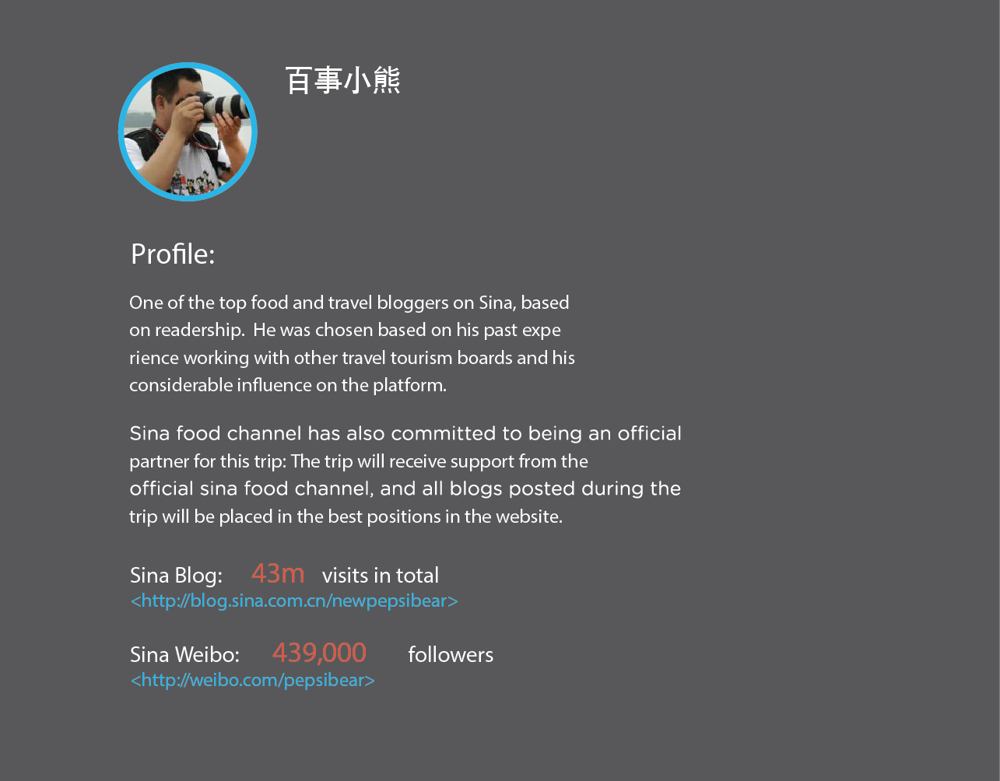 百事小熊
Profile:
One of the top food and travel bloggers on Sina, based
on readership.  He was chosen based on his past expe
rience working with other travel tourism boards and his
considerable influence on the platform.
Sina food channel has also committed to being an official
partner for this trip: The trip will receive support from the
official sina food channel, and all blogs posted during the
trip will be placed in the best positions in the website.
Sina Blog: 43m visits in total
<http://blog.sina.com.cn/newpepsibear>
Sina Weibo: 439,000 followers
<http://weibo.com/pepsibear>